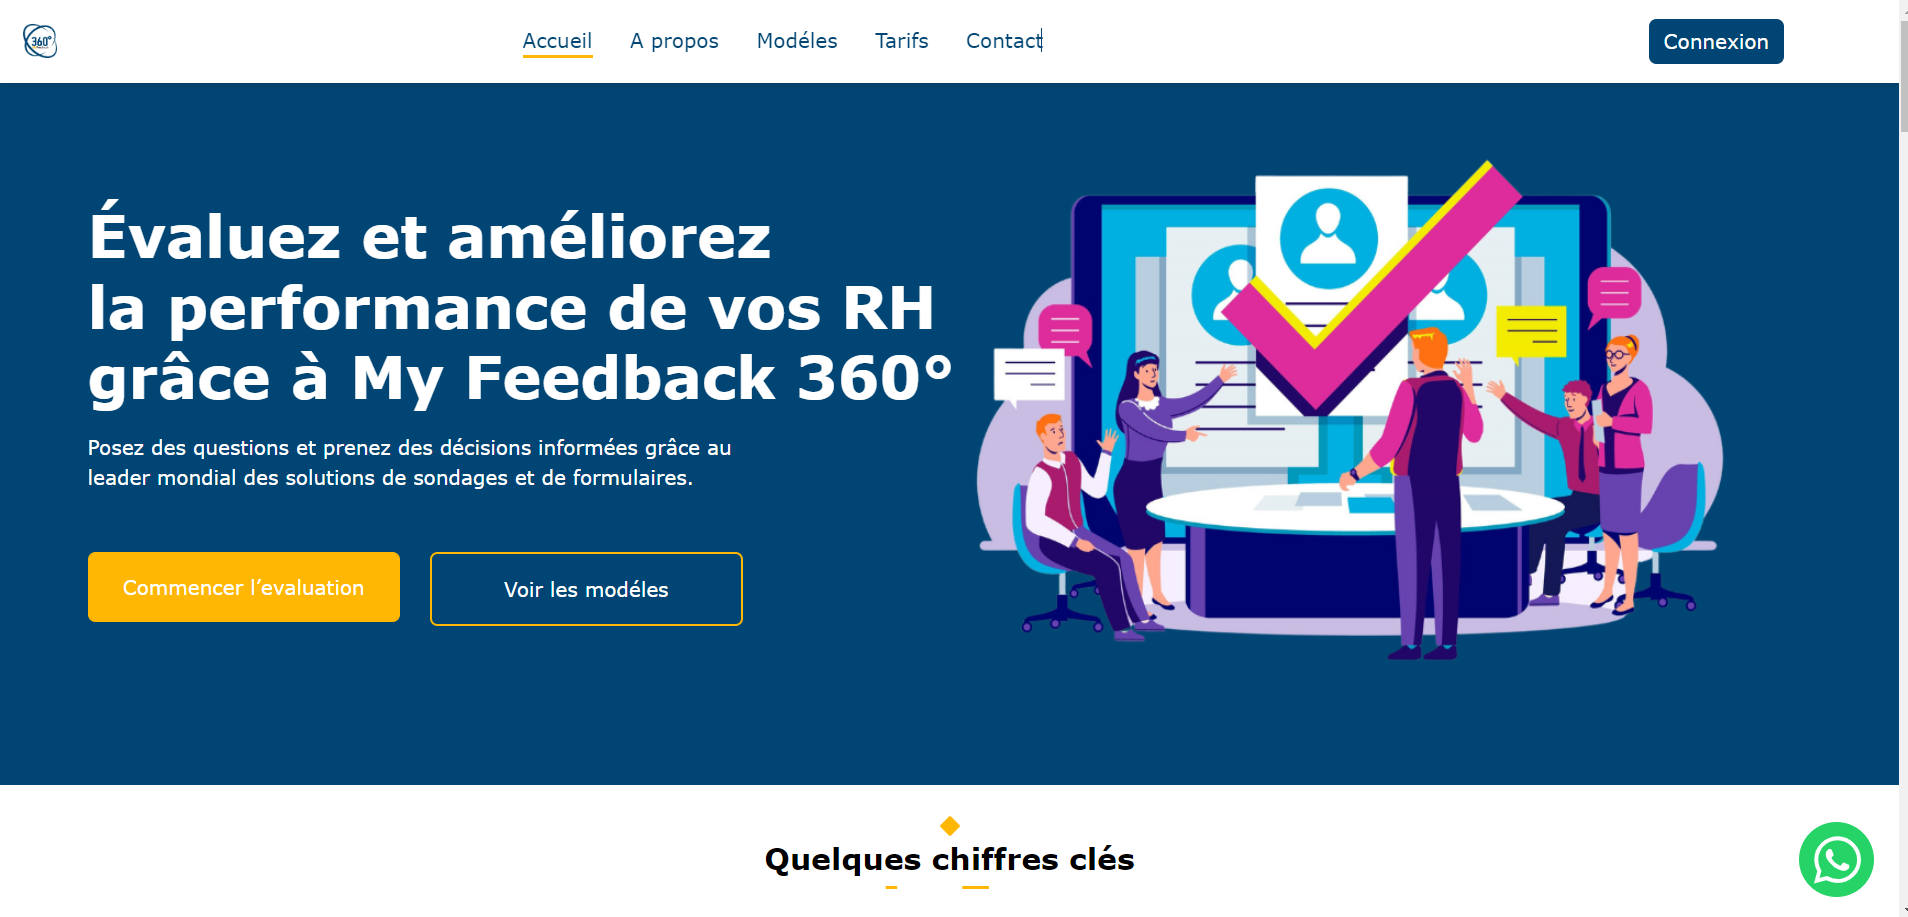 360°
Accueil A propos Modéles Tarifs Contact
Connexion
Évaluez et améliorez
la performance de vos RH
grâce à My Feedback 360°
Posez des questions et prenez des décisions informées grâce au
leader mondial des solutions de sondages et de formulaires.
Commencer l’evaluation
Voir les modéles
Quelques chiffres clés